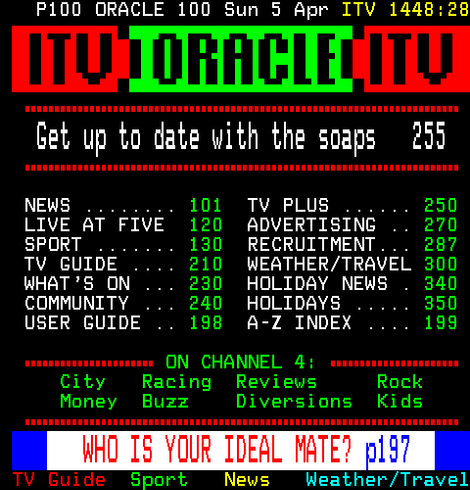 P100 ORACLE 100 Sun 5 Apr ITV 1448:28
ITV ORACLE ITV
Get up to date with the soaps 255
NEWS ........ 101 TV PLUS ...... 250
LIVE AT FIVE 120 ADVERTISING .. 270
SPORT ....... 130 RECRUITMENT... 287
TV GUIDE .... 210 WEATHER/TRAVEL 300
WHAT'S ON ... 230 HOLIDAY NEWS . 340
COMMUNITY ... 240 HOLIDAYS ..... 350
USER GUIDE .. 198 A-Z INDEX .... 199
ON CHANNEL 4:
City Racing Reviews Rock
Money Buzz Diversions Kids
WHO IS YOUR IDEAL MATE? p197
TV Guide Sport News Weather/Travel